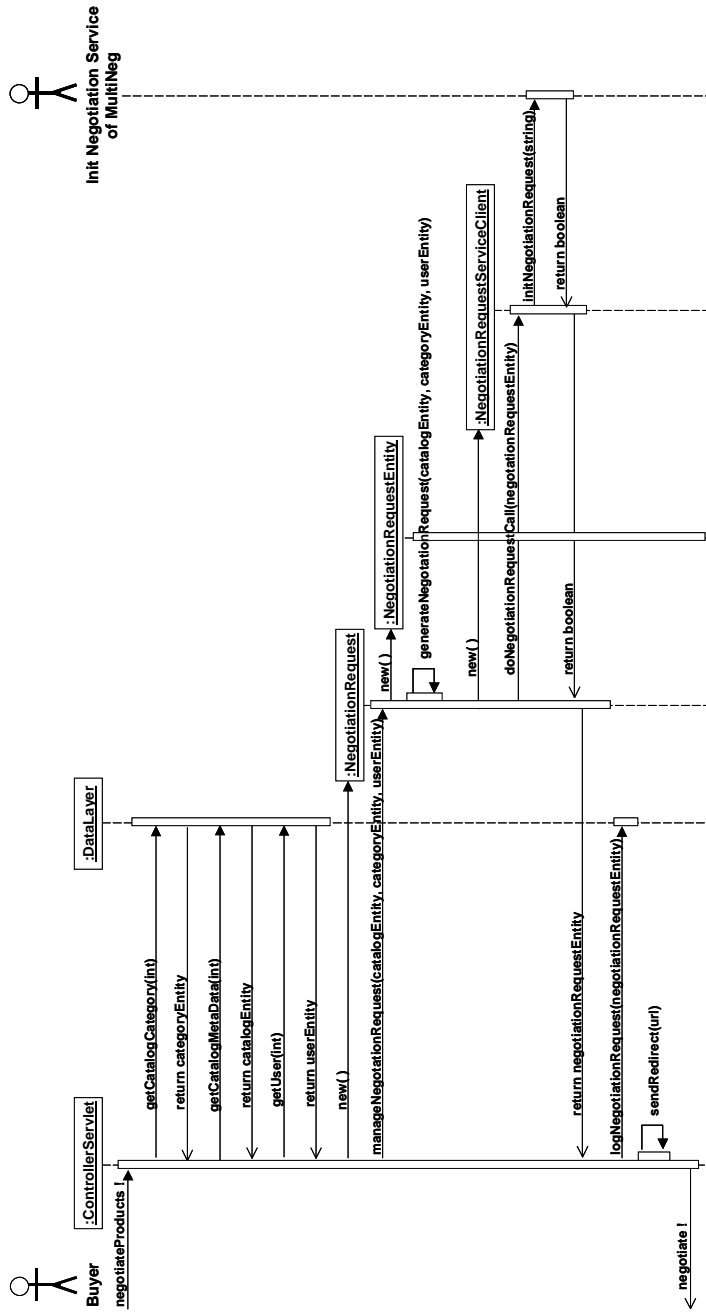 Buyer
:ControllerServlet
:DataLayer
Init Negotiation Service
of MultiNeg
negotiateProducts !
getCatalogCategory(int)
return categoryEntity
getCatalogMetaData(int)
return catalogEntity
getUser(int)
return userEntity
new( )
:NegotiationRequest
manageNegotationRequest(catalogEntity, categoryEntity, userEntity)
new( )
:NegotiationRequestEntity
generateNegotationRequest(catalogEntity, categoryEntity, userEntity)
new( )
:NegotiationRequestServiceClient
doNegotiationRequestCall(negotationRequestEntity)
initNegotiationRequest(string)
return boolean
return boolean
return negotiationRequestEntity
logNegotiationRequest(negotiationRequestEntity)
sendRedirect(url)
negotiate !